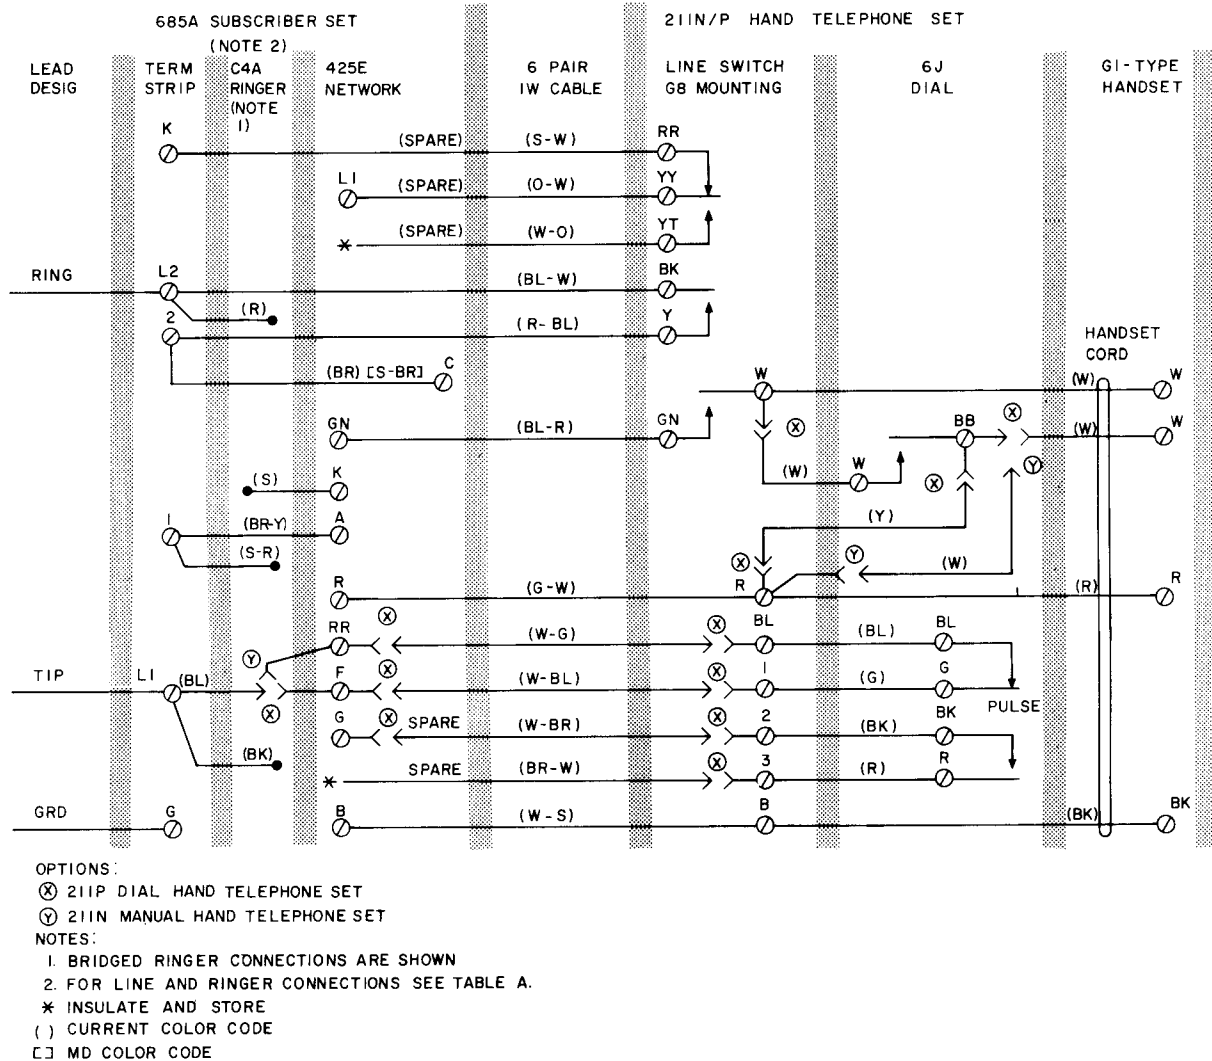 685A SUBSCRIBER SET
(NOTE 2)
211N/P HAND TELEPHONE SET
LEAD DESIG
TERM STRIP
C4A RINGER (NOTE 1)
425E NETWORK
6 PAIR IW CABLE
LINE SWITCH G8 MOUNTING
6J DIAL
G1-TYPE HANDSET
K (SPARE) (S-W) RR
L1 (SPARE) (O-W) YY
* (SPARE) (W-O) YT
RING L2 (BL-W) BK
(R)
2 (R-BL) Y
HANDSET CORD
(BR) [S-BR] C
W (W) W
GN (BL-R) GN X BB X (W) W
(W) W X Y
(S) K
1 (BR-Y) A (Y)
(S-R)
X Y (W)
R (G-W) R (R) R
RR X (W-G) X BL (BL) BL
Y
TIP L1 (BL) F X (W-BL) X 1 (G) G
X
PULSE
G X SPARE (W-BR) X 2 (BK) BK
(BK)
* SPARE (BR-W) X 3 (R) R
GRD G B (W-S) B (BK) BK
OPTIONS:
X 211P DIAL HAND TELEPHONE SET
Y 211N MANUAL HAND TELEPHONE SET
NOTES:
1. BRIDGED RINGER CONNECTIONS ARE SHOWN
2. FOR LINE AND RINGER CONNECTIONS SEE TABLE A.
* INSULATE AND STORE
( ) CURRENT COLOR CODE
[ ] MD COLOR CODE